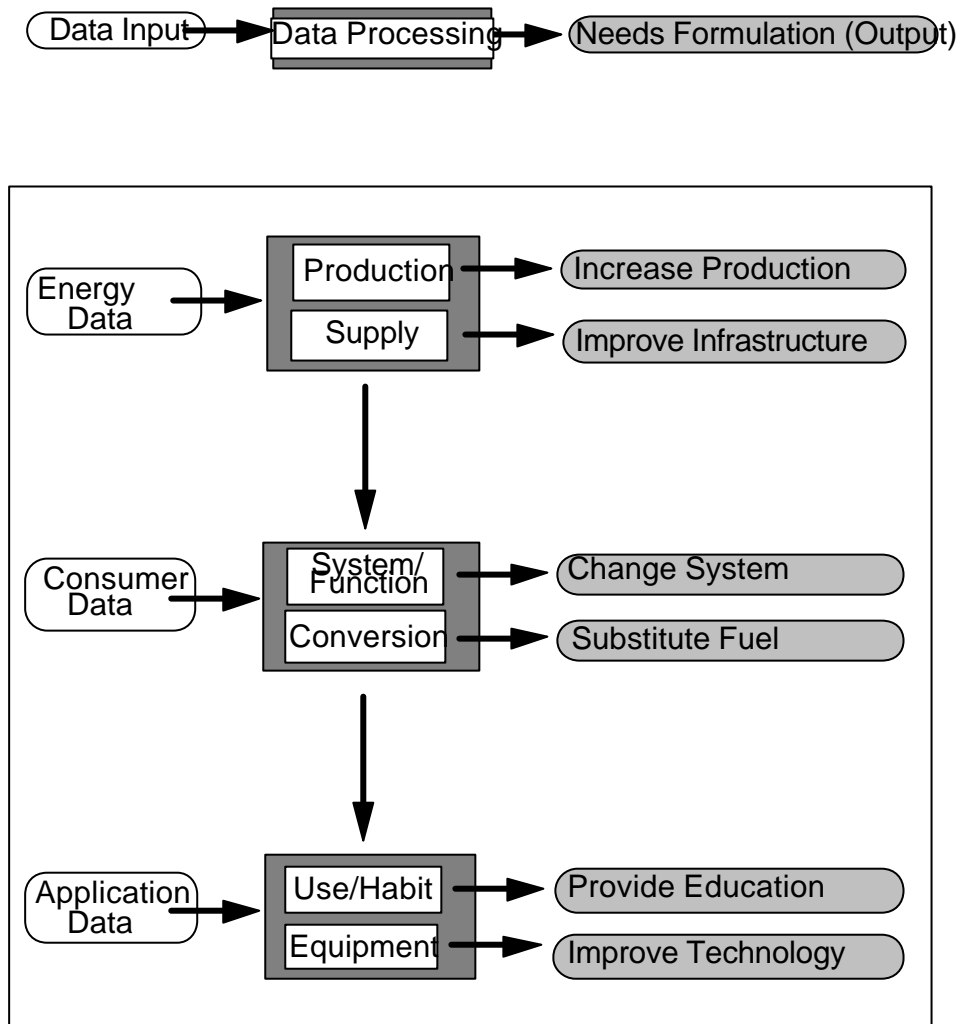 Data Input
Data Processing
Needs Formulation (Output)
Energy
Data
Production
Increase Production
Supply
Improve Infrastructure
Consumer
Data
System/
Function
Change System
Conversion
Substitute Fuel
Application
Data
Use/Habit
Provide Education
Equipment
Improve Technology